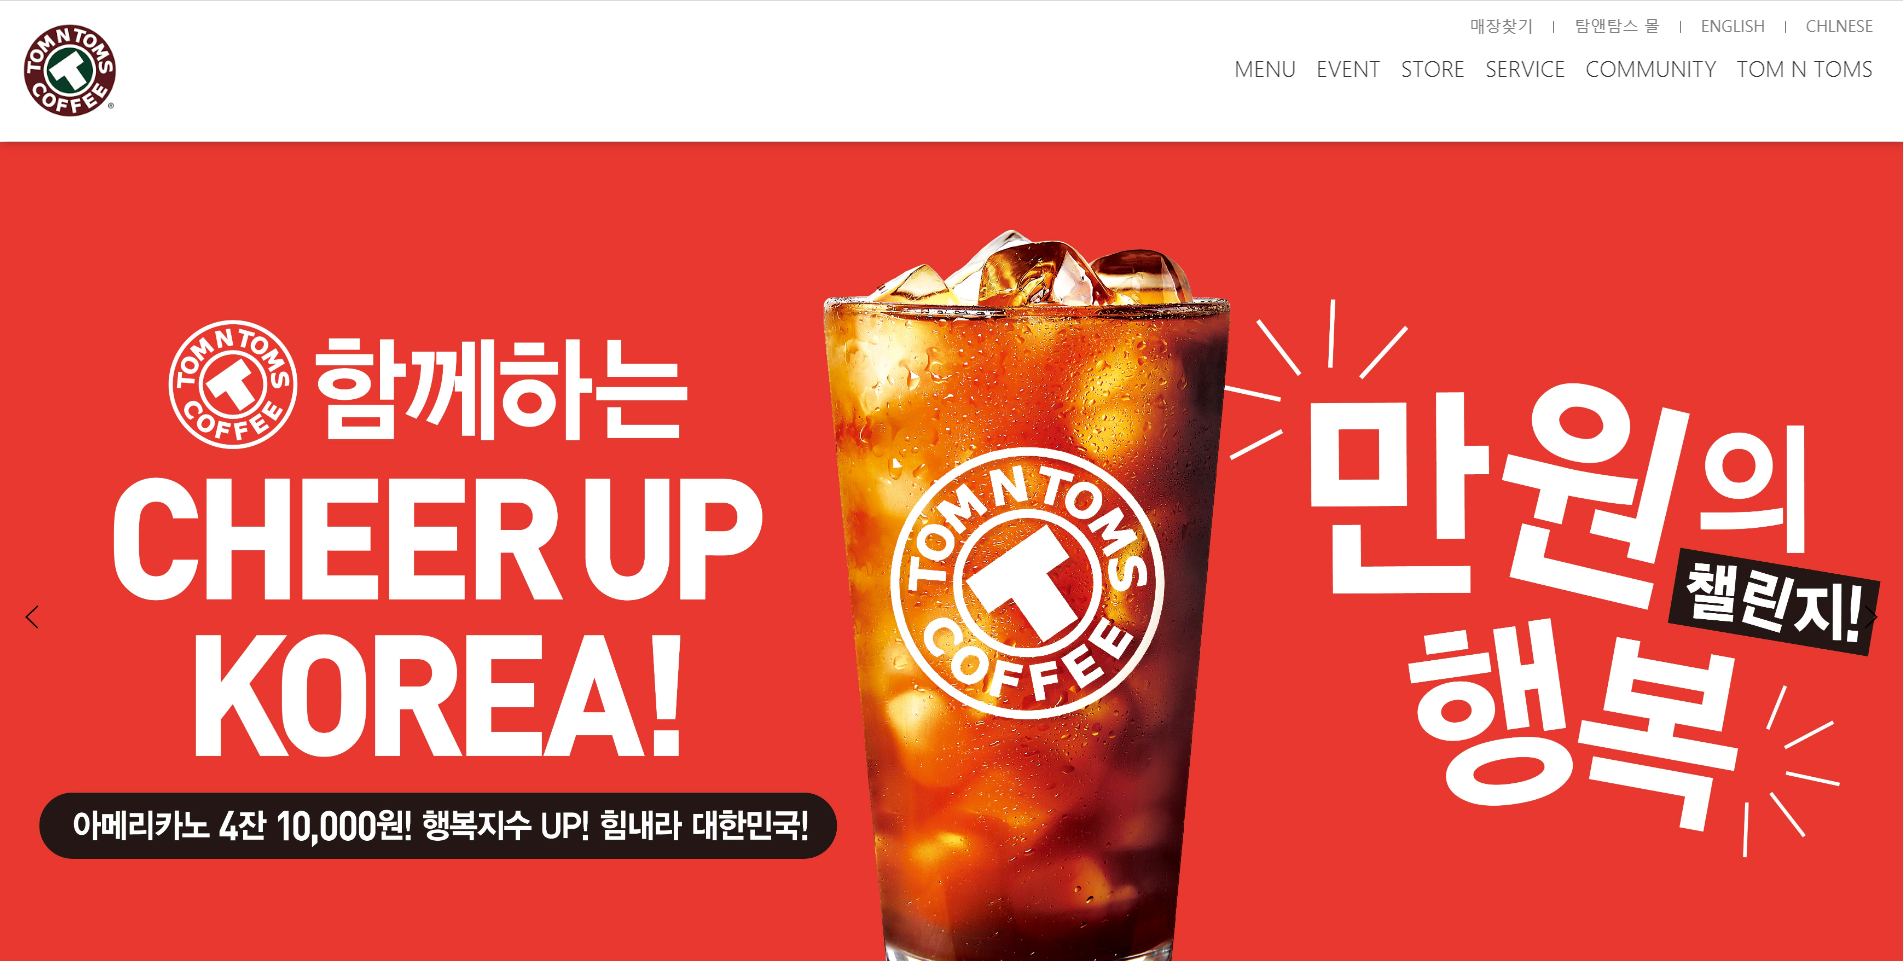 매장찾기 | 탐앤탐스 몰 | ENGLISH | CHLNESE
TOM N TOMS COFFEE ®
MENU EVENT STORE SERVICE COMMUNITY TOM N TOMS
TOM N TOMS COFFEE 함께하는
CHEER UP
KOREA!
아메리카노 4잔 10,000원! 행복지수 UP! 힘내라 대한민국!
TOM N TOMS COFFEE
만원의
챌린지!
행복